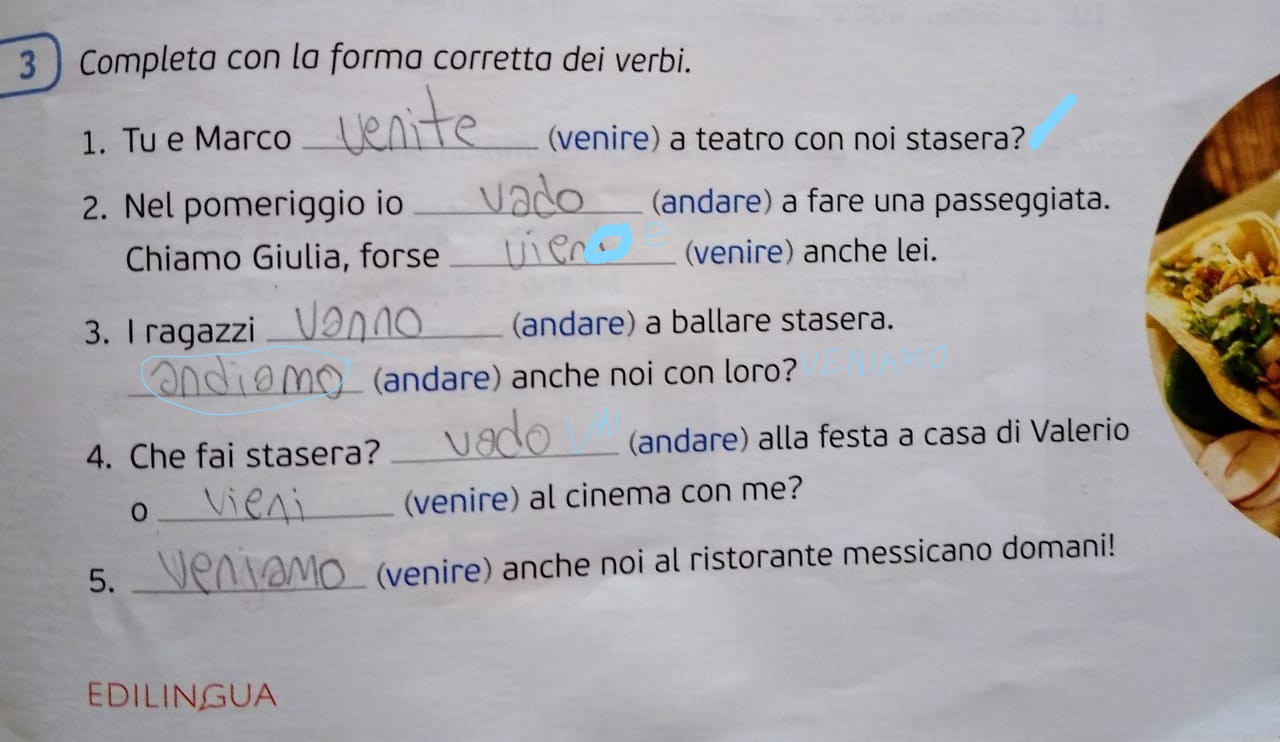 3 Completa con la forma corretta dei verbi.
1. Tu e Marco venite (venire) a teatro con noi stasera?
2. Nel pomeriggio io vado (andare) a fare una passeggiata.
Chiamo Giulia, forse vieno e (venire) anche lei.
3. I ragazzi vanno (andare) a ballare stasera.
andiamo (andare) anche noi con loro? VENIAMO
4. Che fai stasera? vado VAI (andare) alla festa a casa di Valerio
o vieni (venire) al cinema con me?
5. veniamo (venire) anche noi al ristorante messicano domani!
EDILINGUA